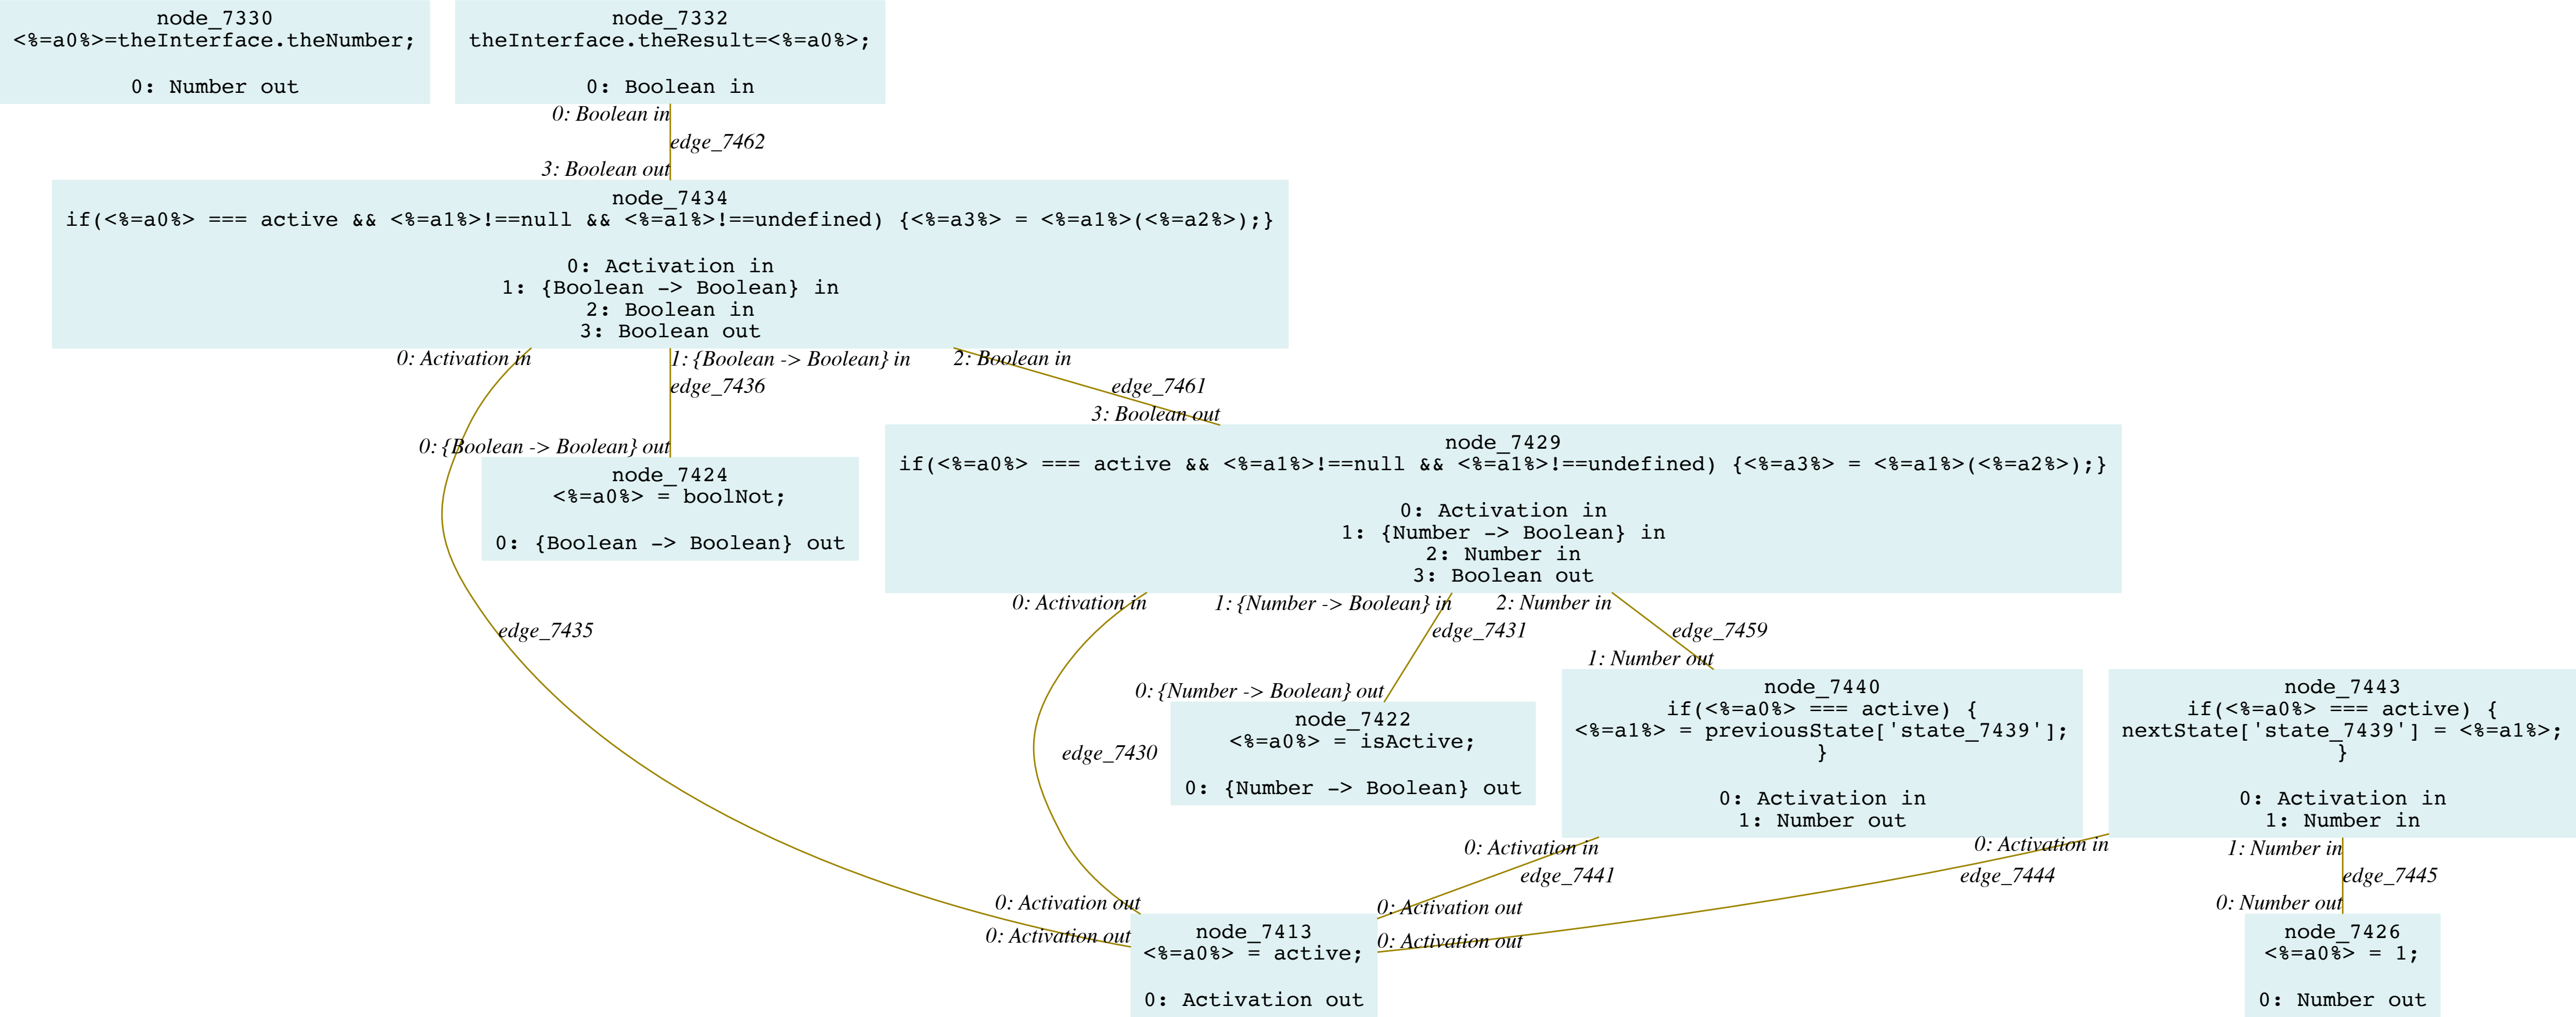 node_7330
<%=a0%>=theInterface.theNumber;
0: Number out
node_7332
theInterface.theResult=<%=a0%>;
0: Boolean in
0: Boolean in
edge_7462
3: Boolean out
node_7434
if(<%=a0%> === active && <%=a1%>!==null && <%=a1%>!==undefined) {<%=a3%> = <%=a1%>(<%=a2%>);}
0: Activation in
1: {Boolean -> Boolean} in
2: Boolean in
3: Boolean out
0: Activation in
1: {Boolean -> Boolean} in
2: Boolean in
edge_7436
edge_7461
3: Boolean out
0: {Boolean -> Boolean} out
node_7424
<%=a0%> = boolNot;
0: {Boolean -> Boolean} out
node_7429
if(<%=a0%> === active && <%=a1%>!==null && <%=a1%>!==undefined) {<%=a3%> = <%=a1%>(<%=a2%>);}
0: Activation in
1: {Number -> Boolean} in
2: Number in
3: Boolean out
0: Activation in
1: {Number -> Boolean} in
2: Number in
edge_7435
edge_7431
edge_7459
1: Number out
0: {Number -> Boolean} out
edge_7430
node_7422
<%=a0%> = isActive;
0: {Number -> Boolean} out
node_7440
if(<%=a0%> === active) {
<%=a1%> = previousState['state_7439'];
}
0: Activation in
1: Number out
node_7443
if(<%=a0%> === active) {
nextState['state_7439'] = <%=a1%>;
}
0: Activation in
1: Number in
0: Activation in
0: Activation in
1: Number in
edge_7441
edge_7444
edge_7445
0: Activation out
0: Activation out
0: Number out
0: Activation out
0: Activation out
node_7413
<%=a0%> = active;
0: Activation out
node_7426
<%=a0%> = 1;
0: Number out